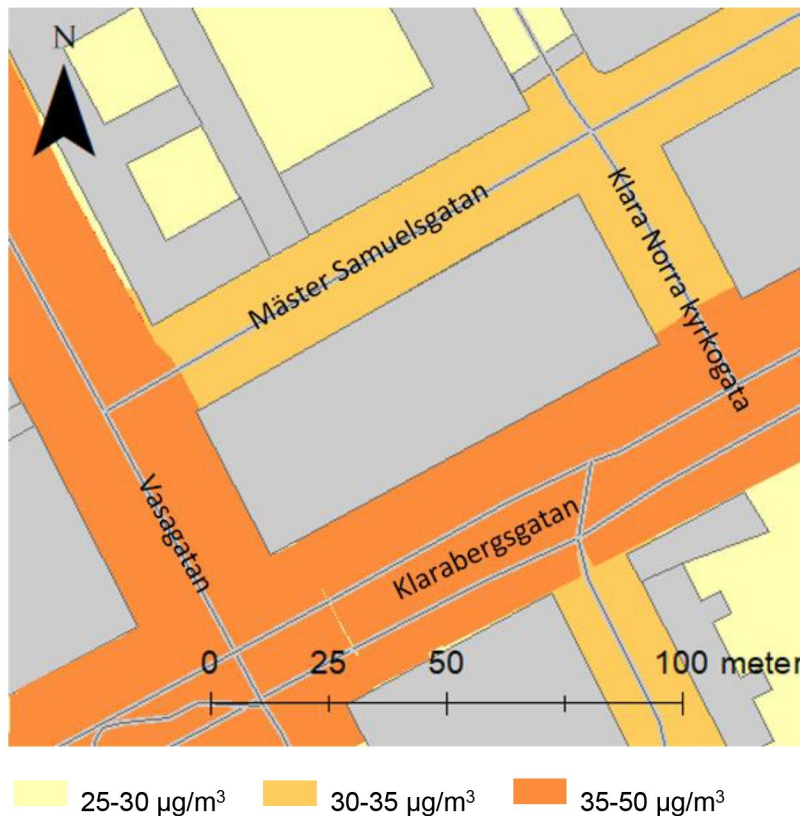 N
Mäster Samuelsgatan
Klara Norra kyrkogata
Vasagatan
Klarabergsgatan
0 25 50 100 meter
25-30 µg/m³ 30-35 µg/m³ 35-50 µg/m³